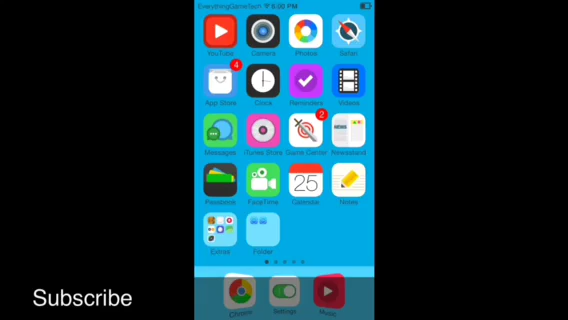 EverythingGameTech 6:00 PM
YouTube Camera Photos Safari
4
App Store Clock Reminders Videos
2
Messages iTunes Store Game Center Newsstand
NEWS
25
Passbook FaceTime Calendar Notes
Extras Folder
Chrome Settings Music
Subscribe